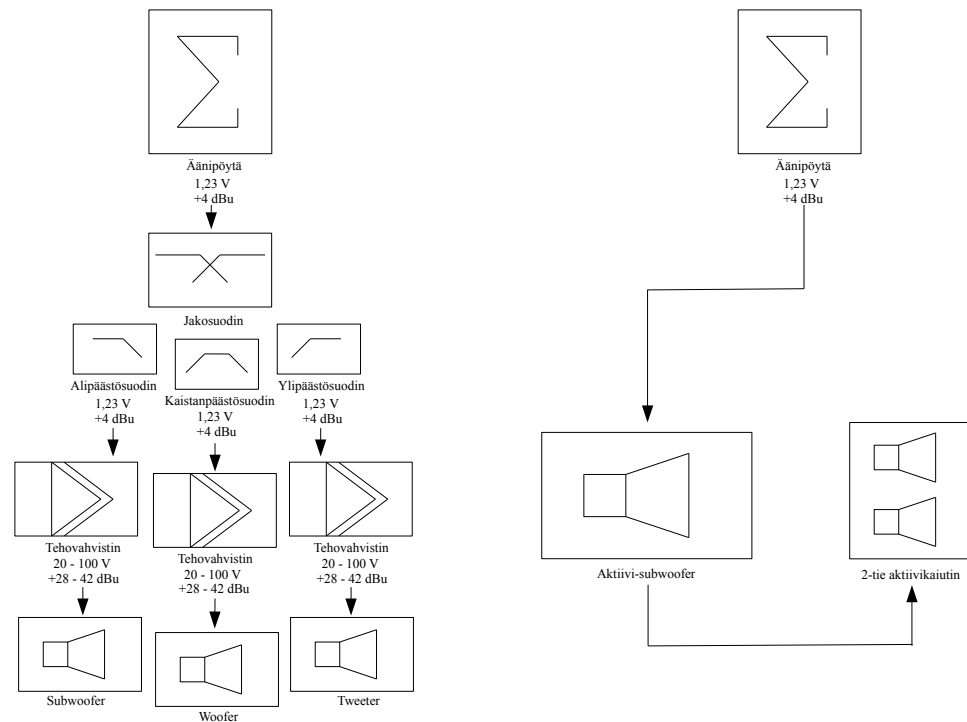 Äänipöytä
1,23 V
+4 dBu
Jakosuodin
Alipäästösuodin
1,23 V
+4 dBu
Kaistanpäästösuodin
1,23 V
+4 dBu
Ylipäästösuodin
1,23 V
+4 dBu
Tehovahvistin
20 - 100 V
+28 - 42 dBu
Tehovahvistin
20 - 100 V
+28 - 42 dBu
Tehovahvistin
20 - 100 V
+28 - 42 dBu
Subwoofer
Woofer
Tweeter
Äänipöytä
1,23 V
+4 dBu
Aktiivi-subwoofer
2-tie aktiivikaiutin